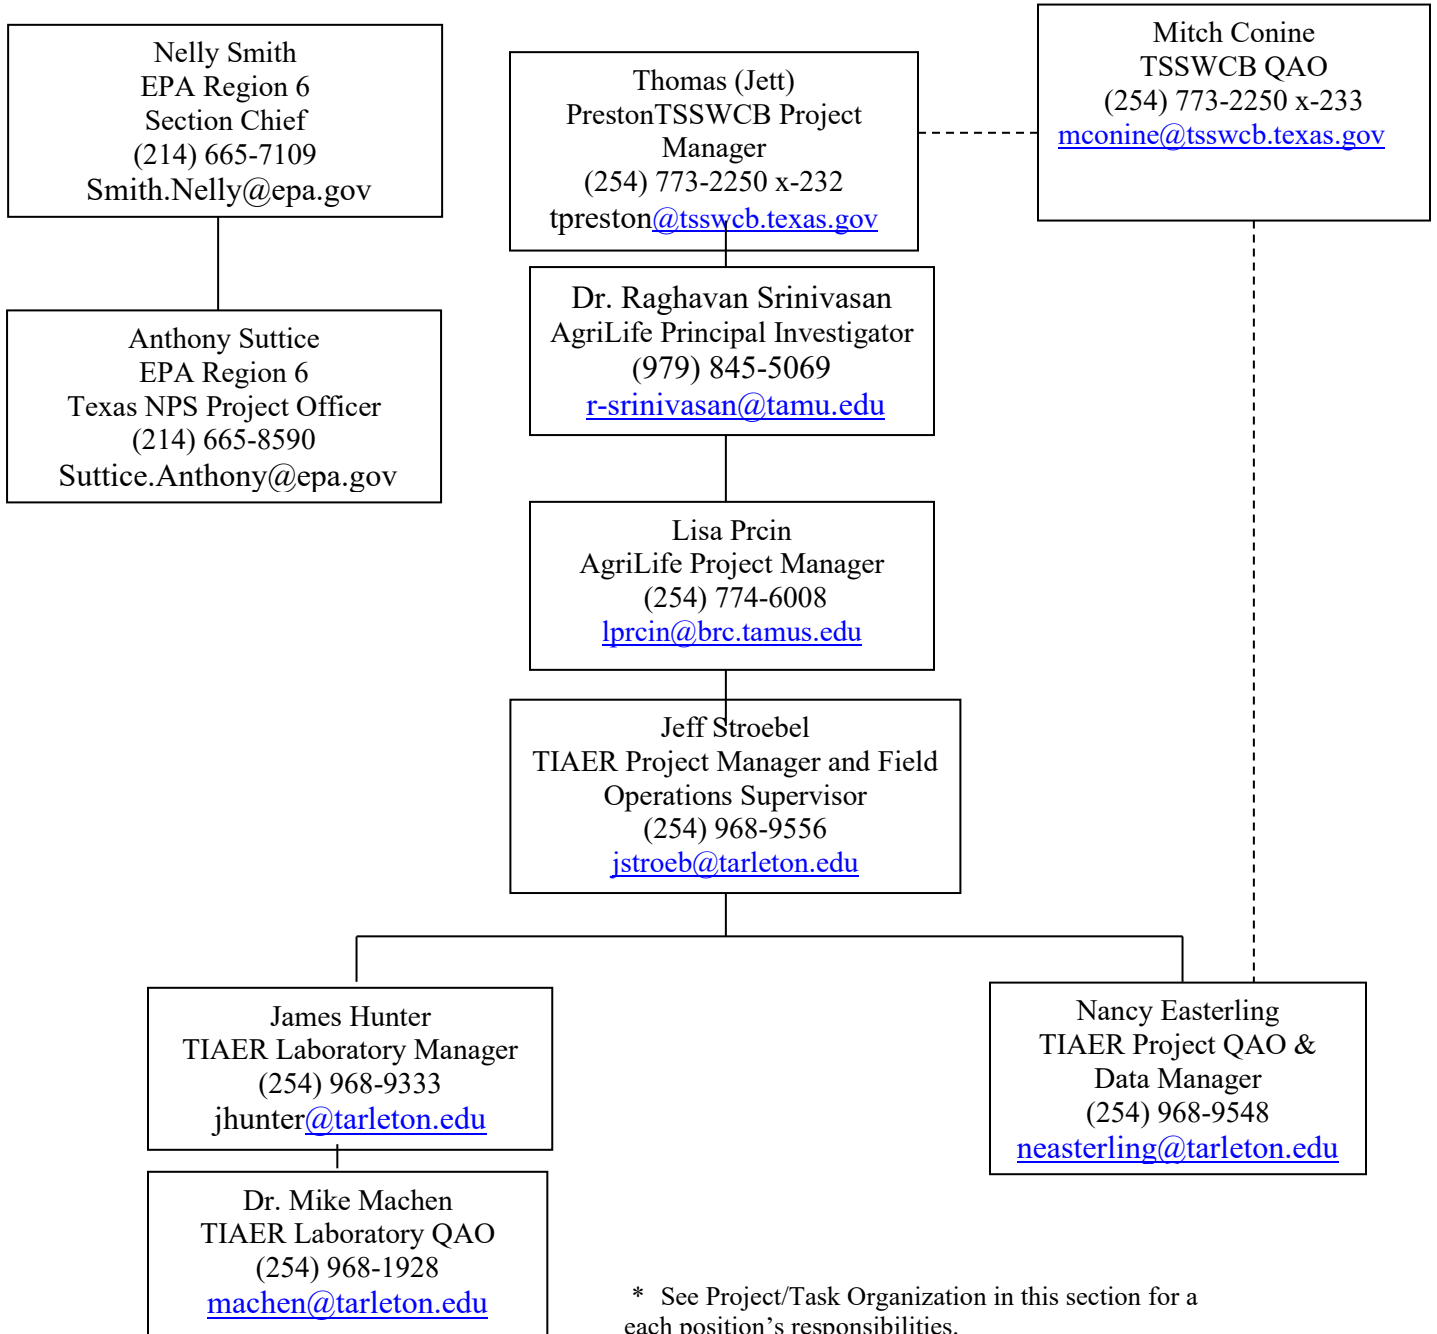 Nelly Smith
EPA Region 6
Section Chief
(214) 665-7109
Smith.Nelly@epa.gov
Thomas (Jett)
PrestonTSSWCB Project
Manager
(254) 773-2250 x-232
tpreston@tsswcb.texas.gov
Mitch Conine
TSSWCB QAO
(254) 773-2250 x-233
mconine@tsswcb.texas.gov
Anthony Suttice
EPA Region 6
Texas NPS Project Officer
(214) 665-8590
Suttice.Anthony@epa.gov
Dr. Raghavan Srinivasan
AgriLife Principal Investigator
(979) 845-5069
r-srinivasan@tamu.edu
Lisa Prcin
AgriLife Project Manager
(254) 774-6008
lprcin@brc.tamus.edu
Jeff Stroebel
TIAER Project Manager and Field
Operations Supervisor
(254) 968-9556
jstroeb@tarleton.edu
James Hunter
TIAER Laboratory Manager
(254) 968-9333
jhunter@tarleton.edu
Nancy Easterling
TIAER Project QAO &
Data Manager
(254) 968-9548
neasterling@tarleton.edu
Dr. Mike Machen
TIAER Laboratory QAO
(254) 968-1928
machen@tarleton.edu
* See Project/Task Organization in this section for a
each position’s responsibilities.